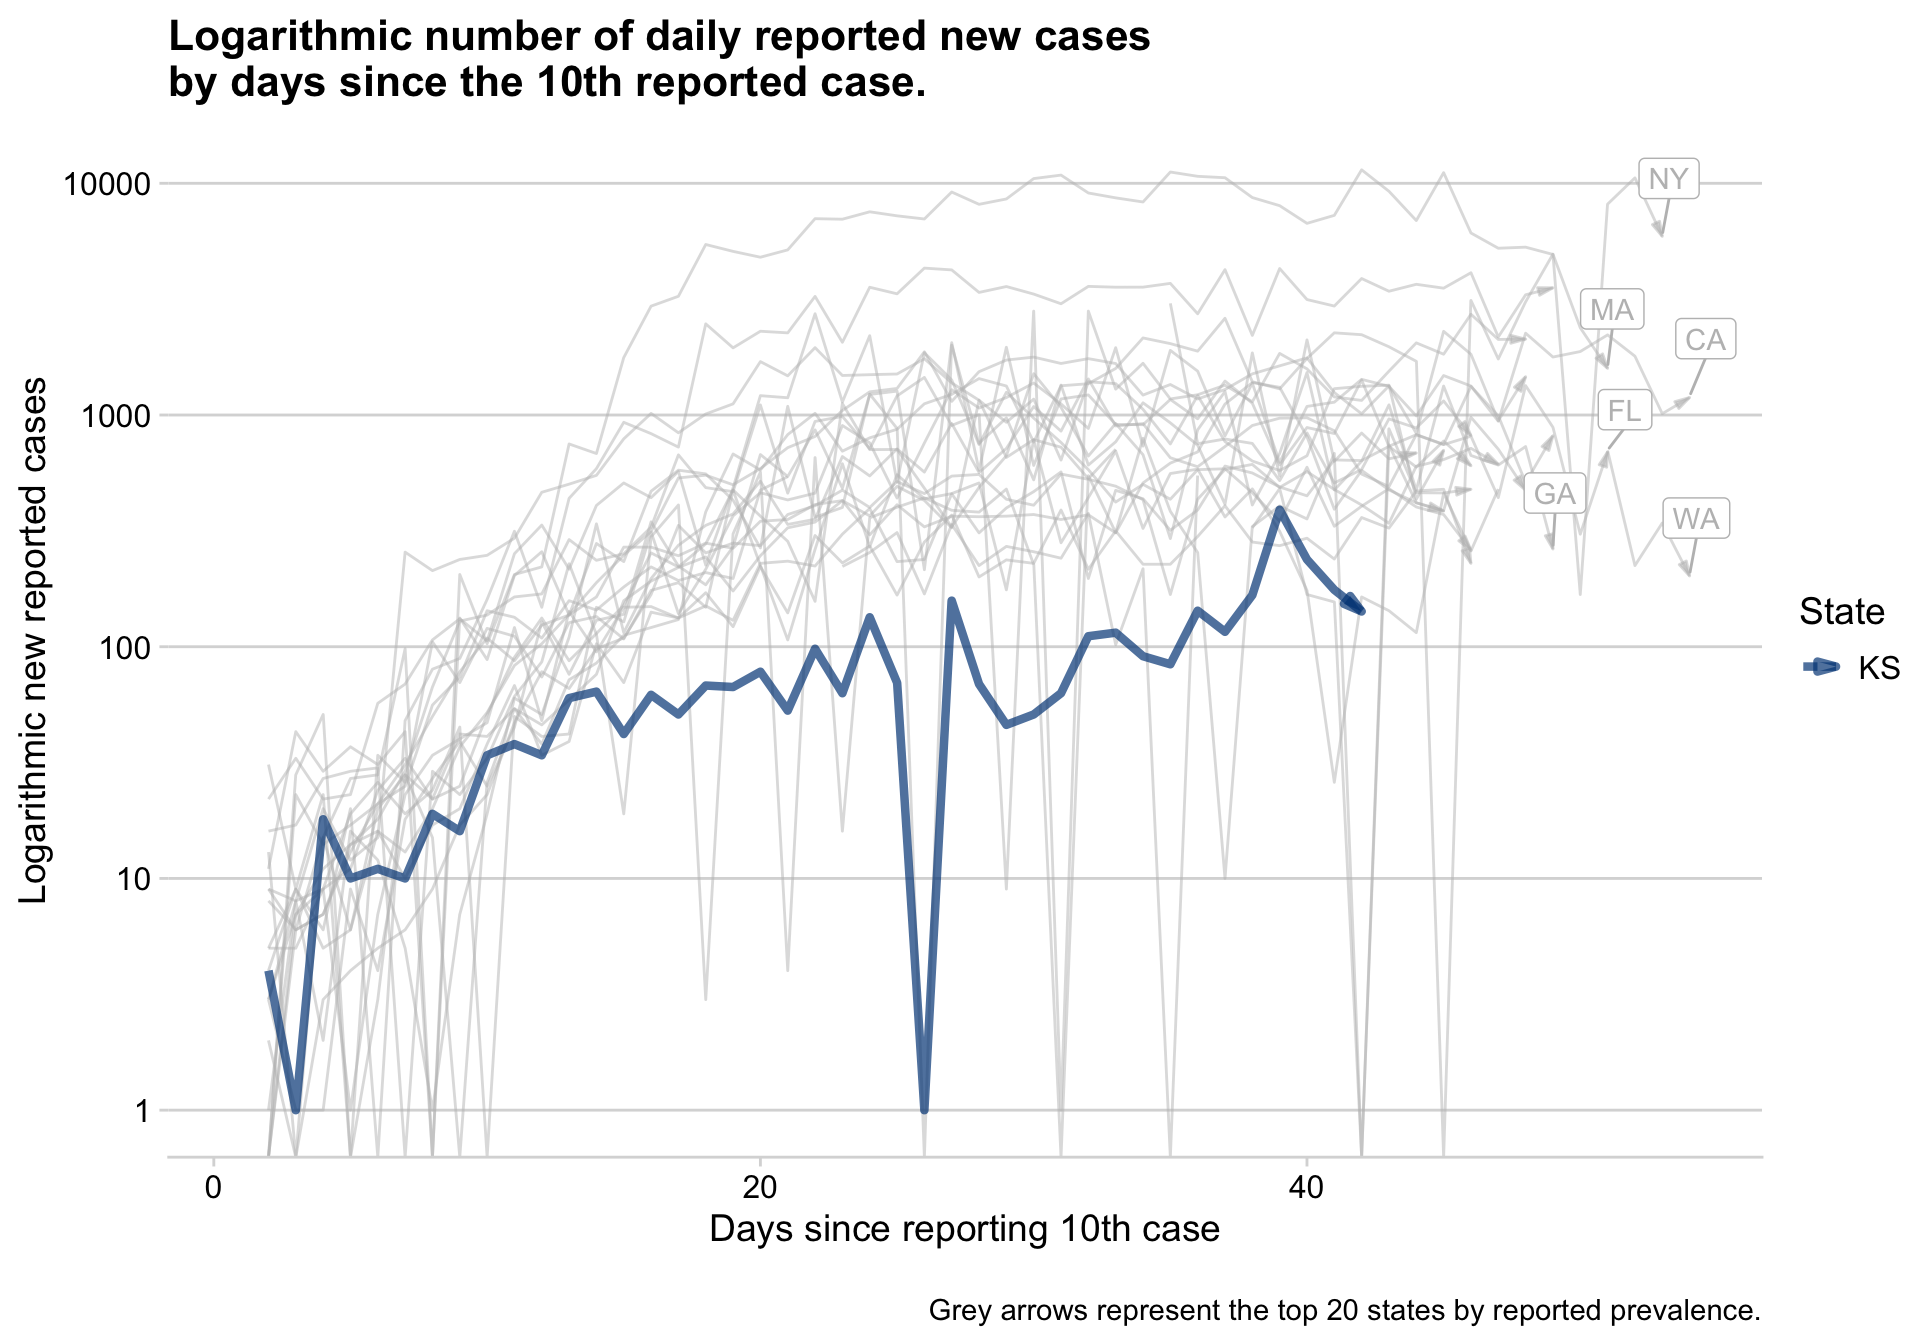 Logarithmic number of daily reported new cases
by days since the 10th reported case.
Logarithmic new reported cases
10000
1000
100
10
1
NY
MA
CA
FL
GA
WA
State
KS
0
20
40
Days since reporting 10th case
Grey arrows represent the top 20 states by reported prevalence.